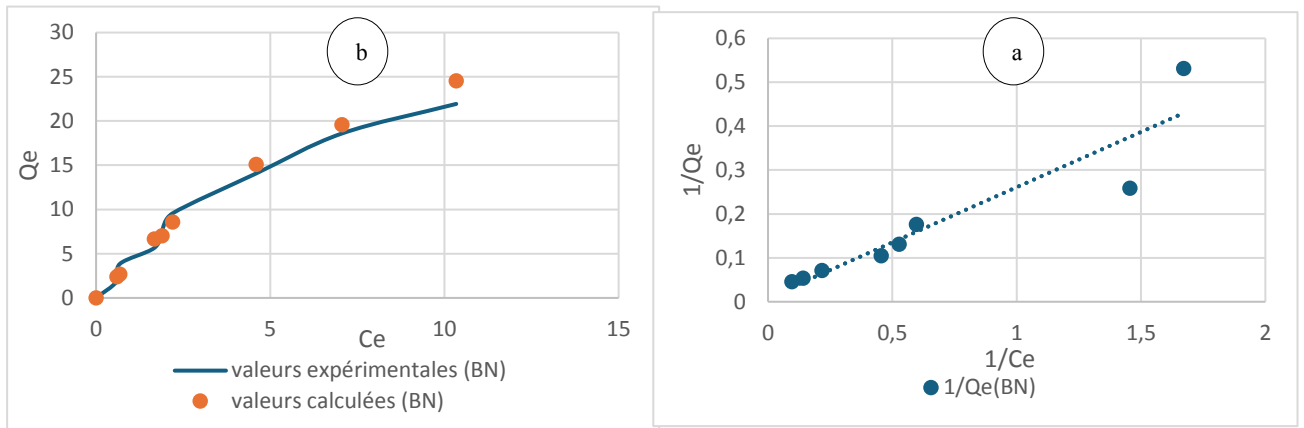 b
30
25
20
15
10
5
0
Qe
0 5 10 15
Ce
valeurs expérimentales (BN)
valeurs calculées (BN)
a
0,6
0,5
0,4
0,3
0,2
0,1
0
1/Qe
0 0,5 1 1,5 2
1/Ce
1/Qe(BN)